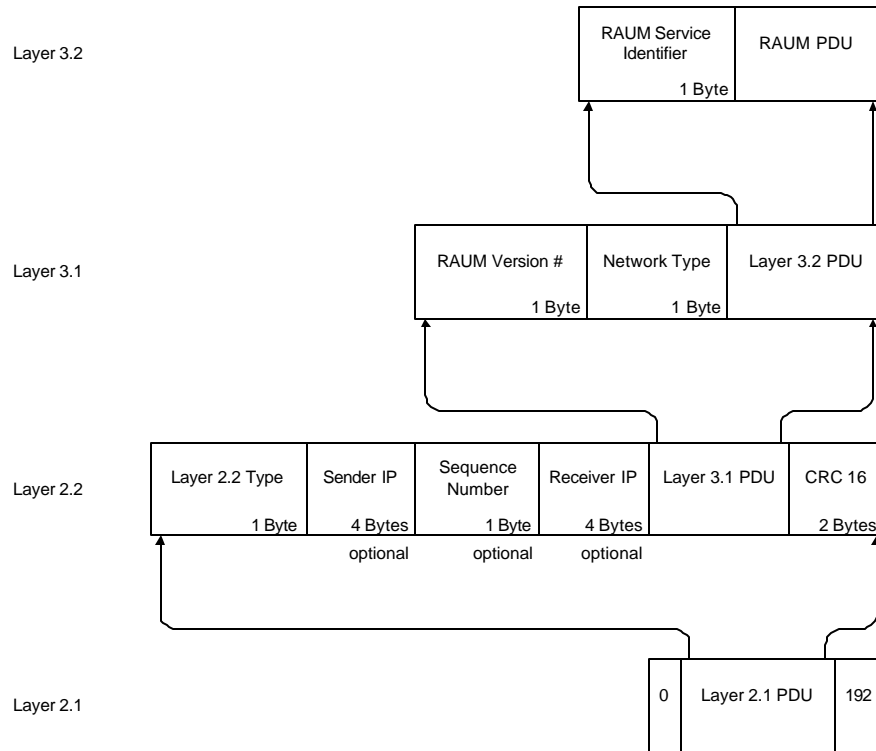 Layer 3.2
RAUM Service
Identifier
1 Byte
RAUM PDU
Layer 3.1
RAUM Version #
1 Byte
Network Type
1 Byte
Layer 3.2 PDU
Layer 2.2
Layer 2.2 Type
1 Byte
Sender IP
4 Bytes
optional
Sequence
Number
1 Byte
optional
Receiver IP
4 Bytes
optional
Layer 3.1 PDU
CRC 16
2 Bytes
Layer 2.1
0
Layer 2.1 PDU
192